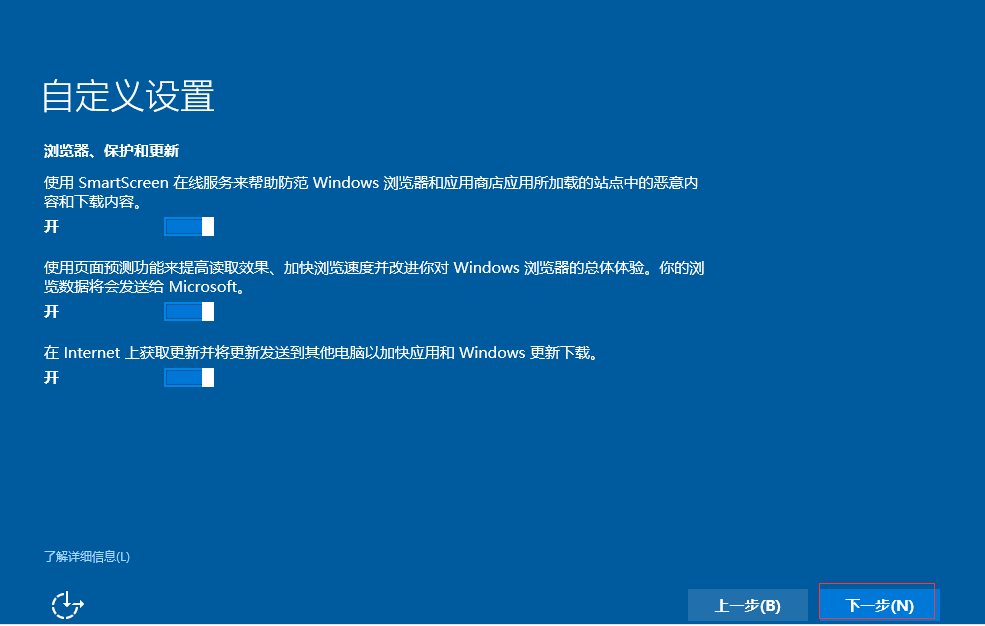 自定义设置
浏览器、保护和更新
使用 SmartScreen 在线服务来帮助防范 Windows 浏览器和应用商店应用所加载的站点中的恶意内
容和下载内容。
开
使用页面预测功能来提高读取效果、加快浏览速度并改进你对 Windows 浏览器的总体体验。你的浏
览数据将会发送给 Microsoft。
开
在 Internet 上获取更新并将更新发送到其他电脑以加快应用和 Windows 更新下载。
开
了解详细信息(L)
上一步(B)
下一步(N)